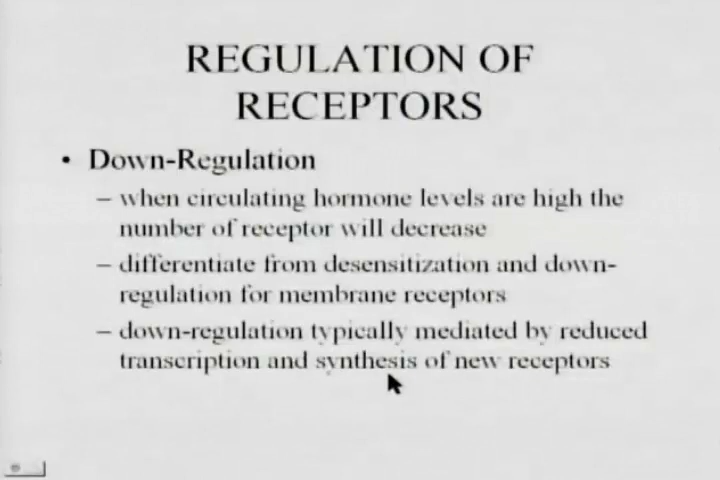 REGULATION OF
RECEPTORS
• Down-Regulation
– when circulating hormone levels are high the
number of receptor will decrease
– differentiate from desensitization and down-
regulation for membrane receptors
– down-regulation typically mediated by reduced
transcription and synthesis of new receptors